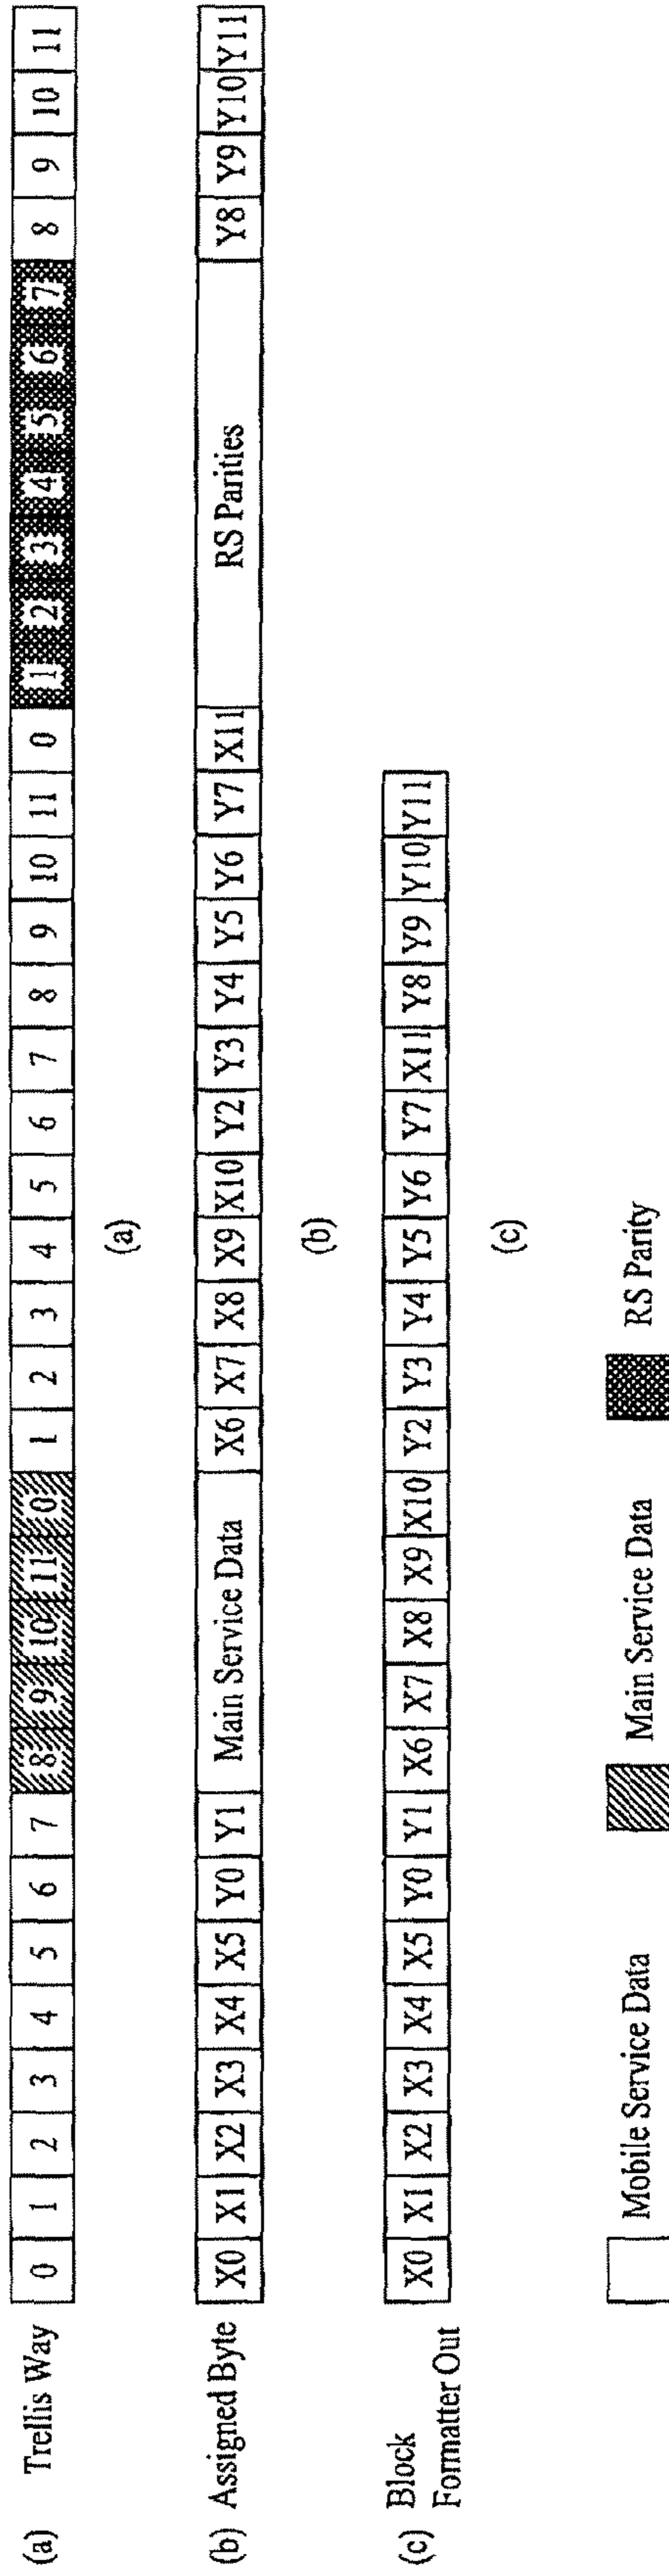 (a) Trellis Way 0 1 2 3 4 5 6 7 8 9 10 11 0 1 2 3 4 5 6 7 8 9 10 11 0 1 2 3 4 5 6 7 8 9 10 11
(a)
(b) Assigned Byte X0 X1 X2 X3 X4 X5 Y0 Y1 Main Service Data X6 X7 X8 X9 X10 Y2 Y3 Y4 Y5 Y6 Y7 X11 RS Parities Y8 Y9 Y10 Y11
(b)
(c) Block
Formatter Out X0 X1 X2 X3 X4 X5 Y0 Y1 X6 X7 X8 X9 X10 Y2 Y3 Y4 Y5 Y6 Y7 X11 Y8 Y9 Y10 Y11
(c)
Mobile Service Data Main Service Data RS Parity